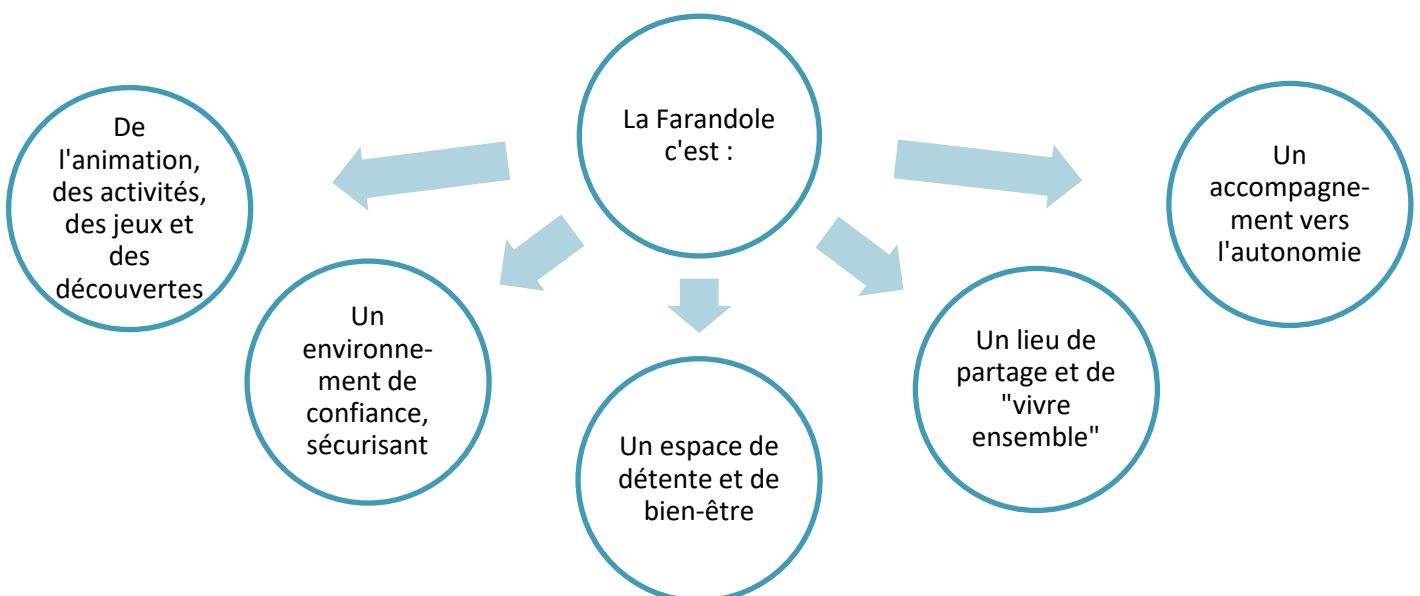 La Farandole
c'est :
De
l'animation,
des activités,
des jeux et
des
découvertes
Un
environne-
ment de
confiance,
sécurisant
Un espace de
détente et de
bien-être
Un lieu de
partage et de
"vivre
ensemble"
Un
accompagne-
ment vers
l'autonomie